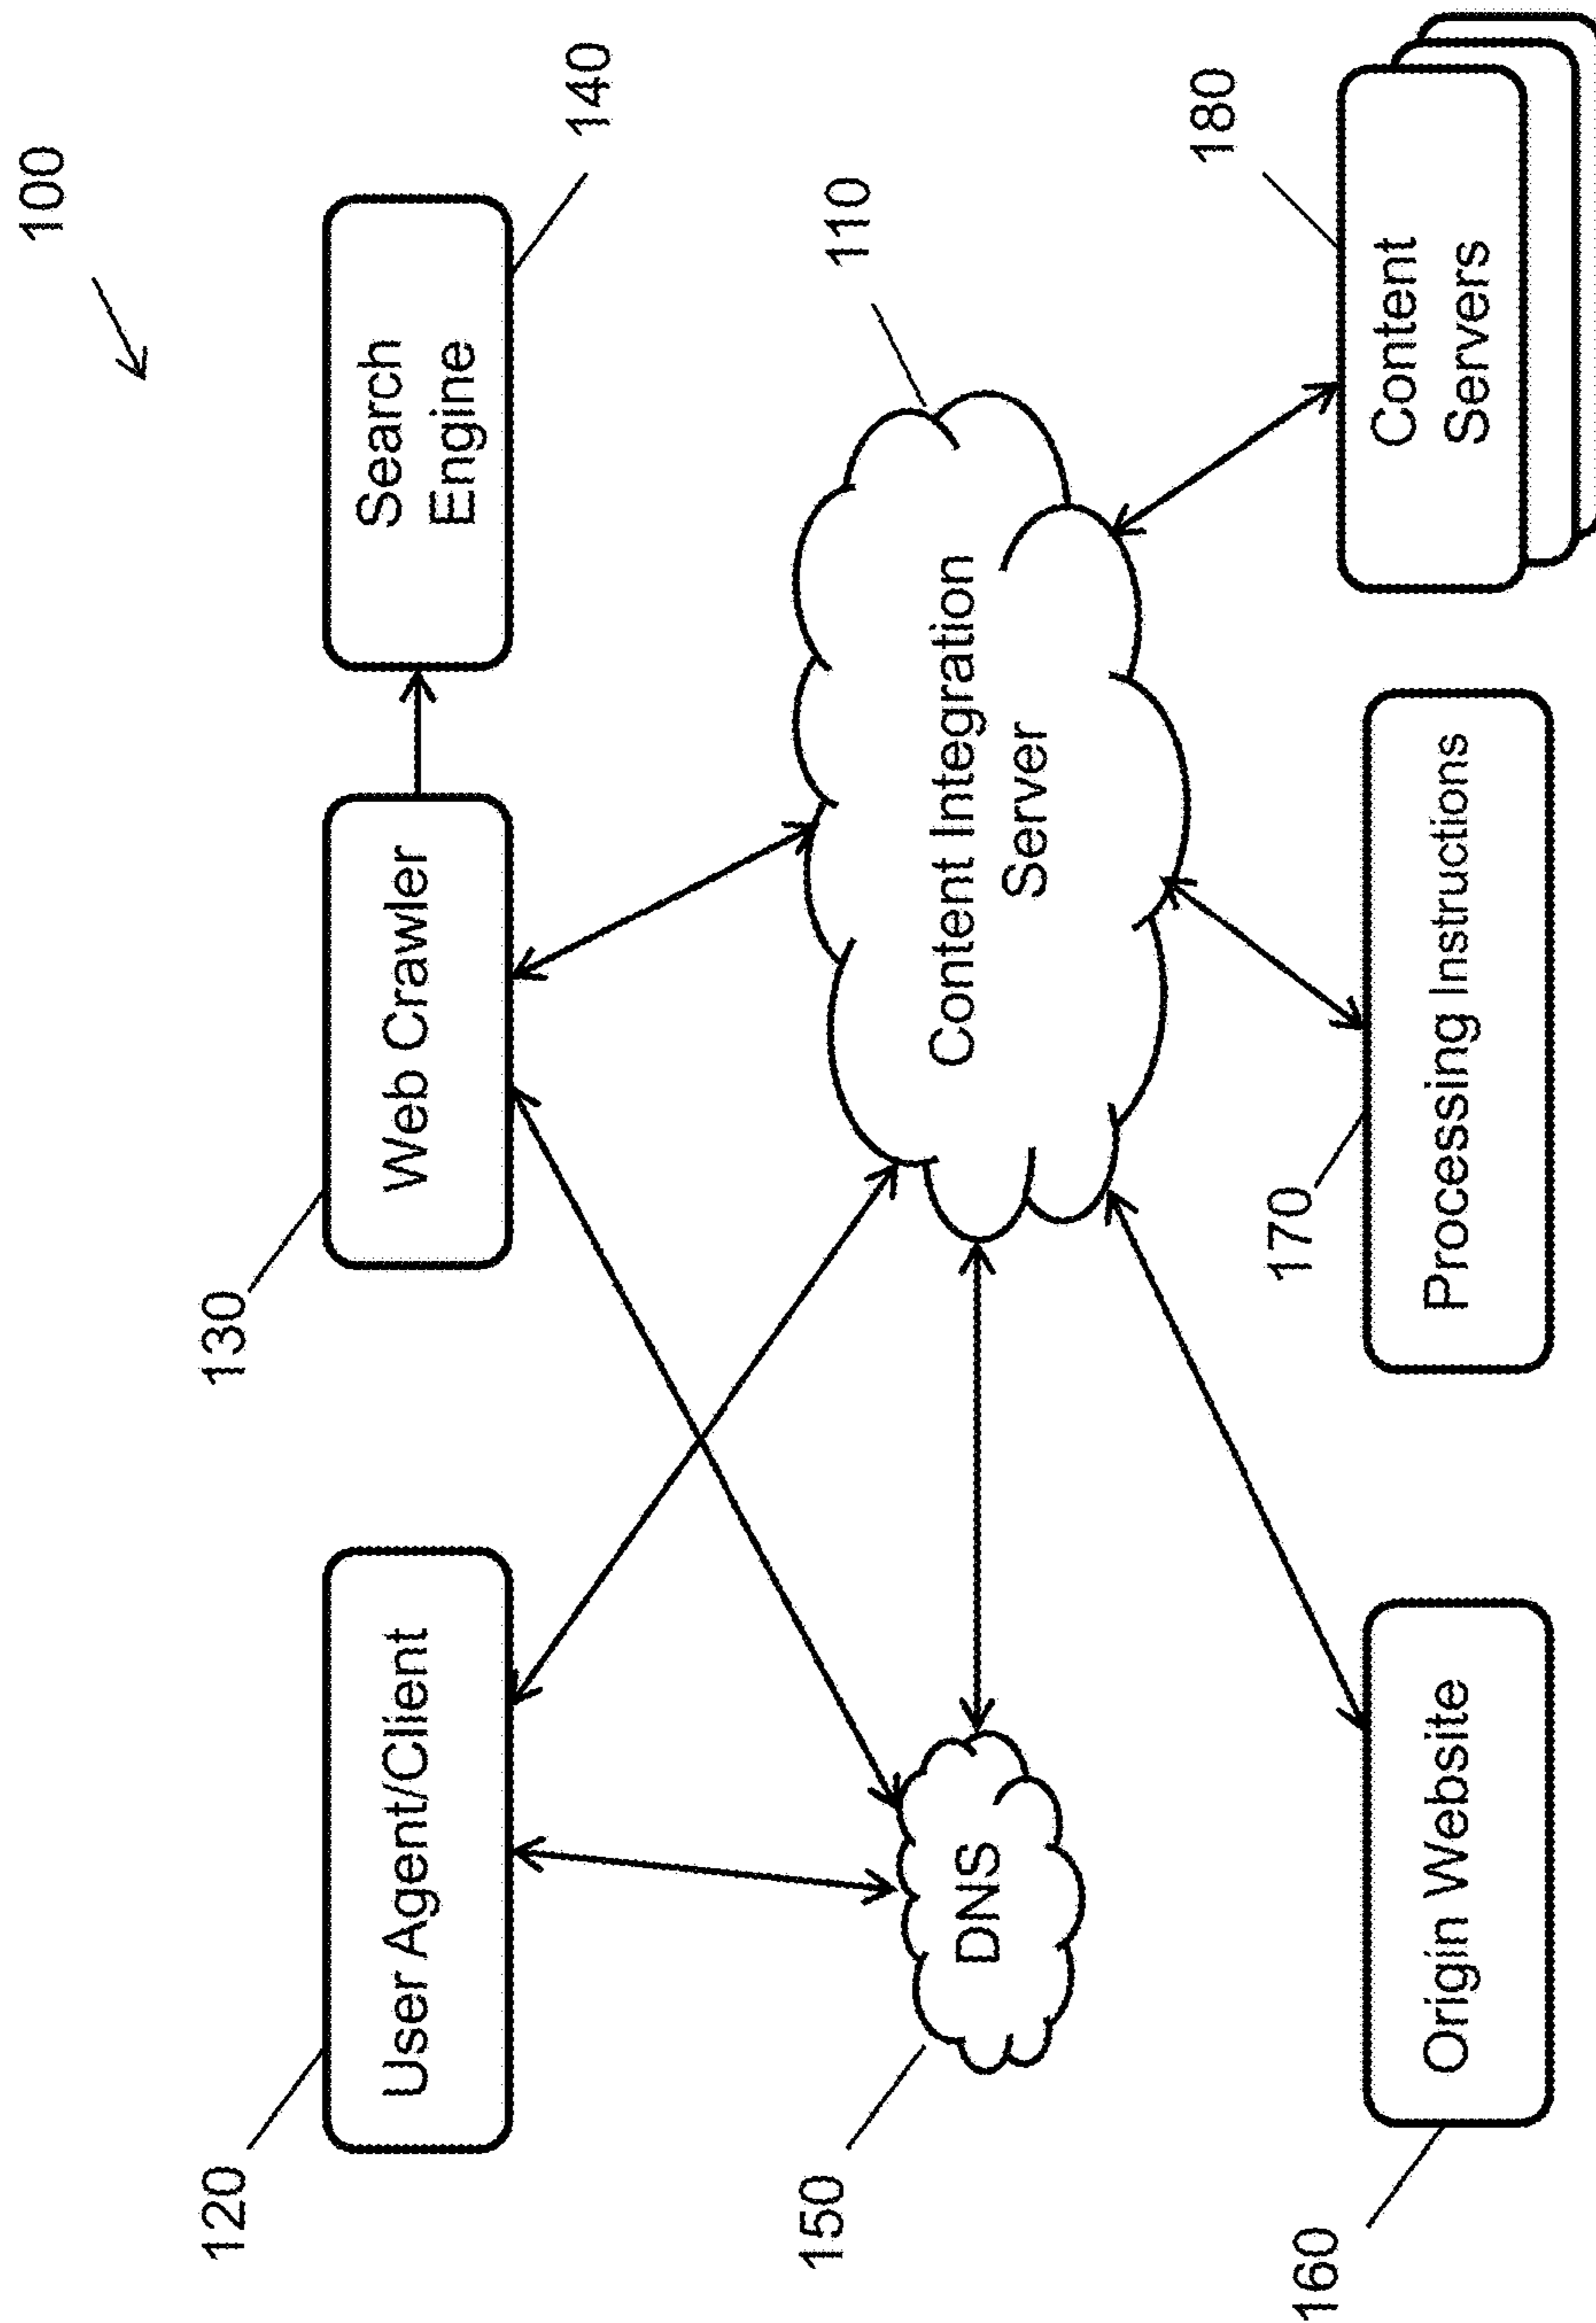 100
120
User Agent/Client
130
Web Crawler
Search
Engine
140
150
DNS
Content Integration
Server
110
160
Origin Website
170
Processing Instructions
180
Content
Servers